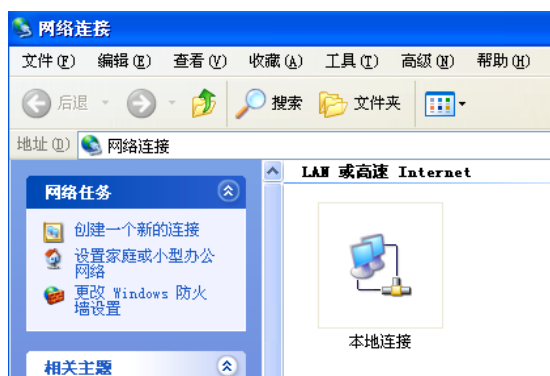 网络连接
文件(F) 编辑(E) 查看(V) 收藏(A) 工具(T) 高级(N) 帮助(H)
后退 搜索 文件夹
地址(D) 网络连接
LAN 或高速 Internet
网络任务
创建一个新的连接
设置家庭或小型办公
网络
更改 Windows 防火
墙设置
本地连接
相关主题